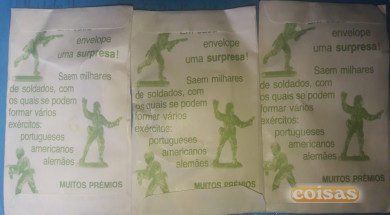 envelope
uma surpresa!
Saem milhares
de soldados, com
os quais se podem
formar vários
exércitos:
portugueses
americanos
alemães
MUITOS PRÉMIOS
envelope
uma surpresa!
Saem milhares
de soldados, com
os quais se podem
formar vários
exércitos:
portugueses
americanos
alemães
MUITOS PRÉMIOS
envelope
uma surpresa!
Saem milhares
de soldados, com
os quais se podem
formar vários
exércitos:
portugueses
americanos
alemães
MUITOS PRÉMIOS
coisas